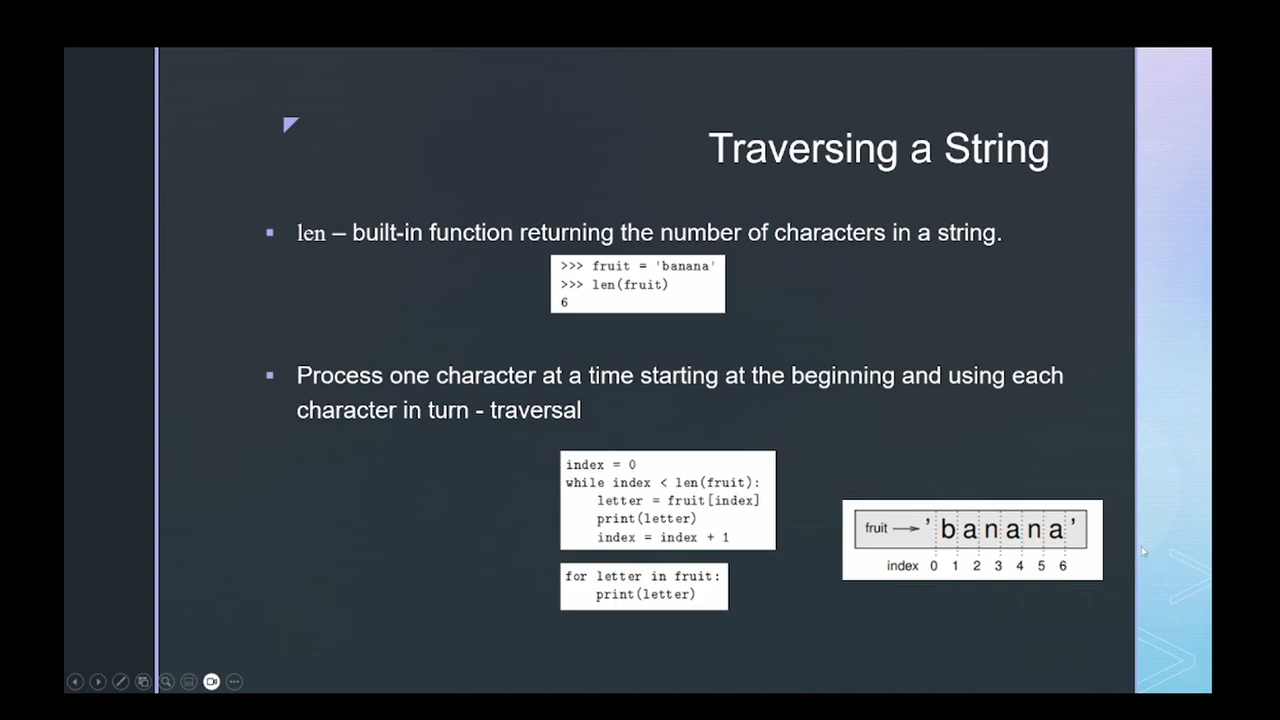 Traversing a String
▪ len – built-in function returning the number of characters in a string.
>>> fruit = 'banana'
>>> len(fruit)
6
▪ Process one character at a time starting at the beginning and using each
character in turn - traversal
index = 0
while index < len(fruit):
    letter = fruit[index]
    print(letter)
    index = index + 1
for letter in fruit:
    print(letter)
fruit → ’ b a n a n a ’
index 0 1 2 3 4 5 6